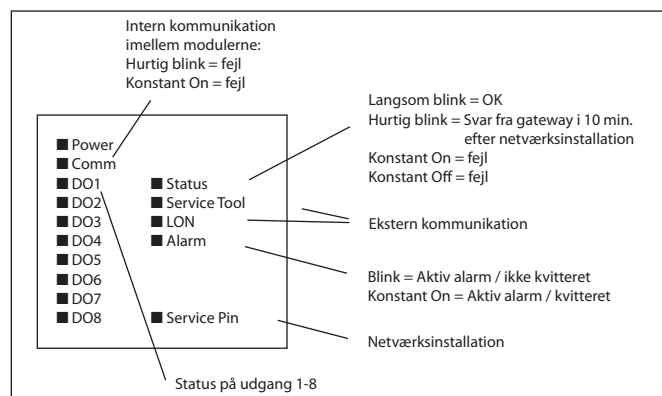 Intern kommunikation
imellem modulerne:
Hurtig blink = fejl
Konstant On = fejl
Langsom blink = OK
Hurtig blink = Svar fra gateway i 10 min.
efter netværksinstallation
Konstant On = fejl
Konstant Off = fejl
Power
Comm
DO1
DO2
DO3
DO4
DO5
DO6
DO7
DO8
Status
Service Tool
LON
Alarm
Service Pin
Ekstern kommunikation
Blink = Aktiv alarm / ikke kvitteret
Konstant On = Aktiv alarm / kvitteret
Netværksinstallation
Status på udgang 1-8